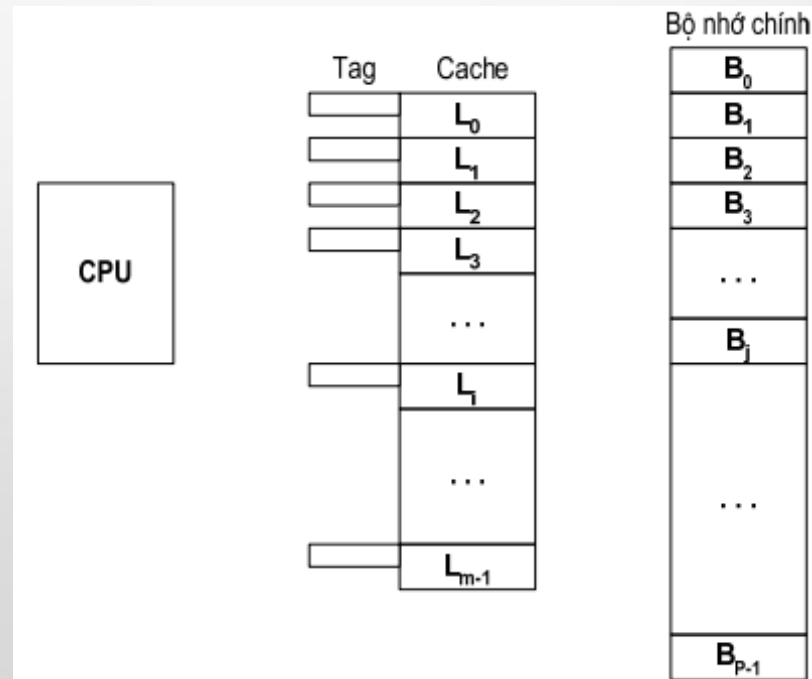 Bộ nhớ chính
Tag Cache
CPU
L₀
L₁
L₂
L₃
...
Lᵢ
...
Lₘ₋₁
B₀
B₁
B₂
B₃
...
Bⱼ
...
B_P-1